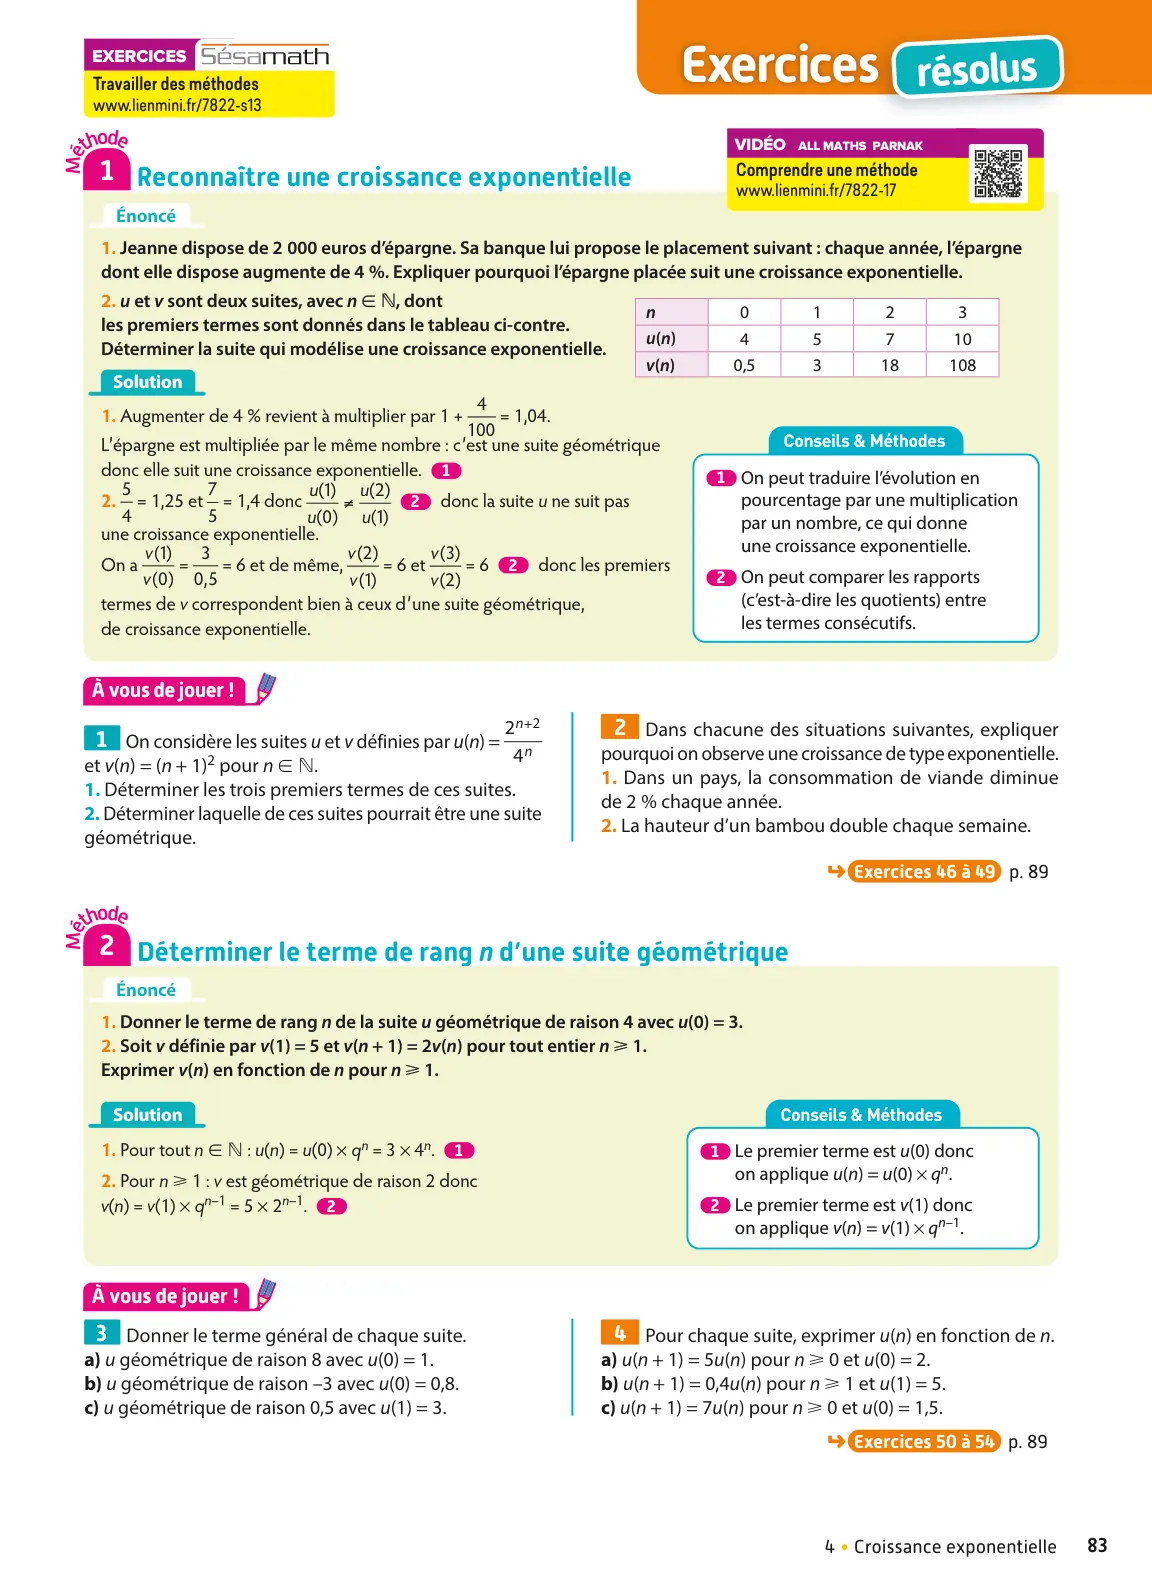 EXERCICES Sésamath
Travailler des méthodes
www.lienmini.fr/7822-s13
Exercices résolus
Méthode
1 Reconnaître une croissance exponentielle
VIDÉO ALL MATHS PARNAK
Comprendre une méthode
www.lienmini.fr/7822-17
Énoncé
1. Jeanne dispose de 2 000 euros d’épargne. Sa banque lui propose le placement suivant : chaque année, l’épargne
dont elle dispose augmente de 4 %. Expliquer pourquoi l’épargne placée suit une croissance exponentielle.
2. u et v sont deux suites, avec n ∈ ℕ, dont
les premiers termes sont donnés dans le tableau ci-contre.
Déterminer la suite qui modélise une croissance exponentielle.
n 0 1 2 3
u(n) 4 5 7 10
v(n) 0,5 3 18 108
Solution
1. Augmenter de 4 % revient à multiplier par 1 + 4/100 = 1,04.
L’épargne est multipliée par le même nombre : c’est une suite géométrique
donc elle suit une croissance exponentielle. 1
2. 5/4 = 1,25 et 7/5 = 1,4 donc u(1)/u(0) ≠ u(2)/u(1) 2 donc la suite u ne suit pas
une croissance exponentielle.
On a v(1)/v(0) = 3/0,5 = 6 et de même, v(2)/v(1) = 6 et v(3)/v(2) = 6 2 donc les premiers
termes de v correspondent bien à ceux d’une suite géométrique,
de croissance exponentielle.
Conseils & Méthodes
1 On peut traduire l’évolution en
pourcentage par une multiplication
par un nombre, ce qui donne
une croissance exponentielle.
2 On peut comparer les rapports
(c’est-à-dire les quotients) entre
les termes consécutifs.
À vous de jouer !
1 On considère les suites u et v définies par u(n) = 2ⁿ⁺²/4ⁿ
et v(n) = (n + 1)² pour n ∈ ℕ.
1. Déterminer les trois premiers termes de ces suites.
2. Déterminer laquelle de ces suites pourrait être une suite
géométrique.
2 Dans chacune des situations suivantes, expliquer
pourquoi on observe une croissance de type exponentielle.
1. Dans un pays, la consommation de viande diminue
de 2 % chaque année.
2. La hauteur d’un bambou double chaque semaine.
↪ Exercices 46 à 49 p. 89
Méthode
2 Déterminer le terme de rang n d’une suite géométrique
Énoncé
1. Donner le terme de rang n de la suite u géométrique de raison 4 avec u(0) = 3.
2. Soit v définie par v(1) = 5 et v(n + 1) = 2v(n) pour tout entier n ⩾ 1.
Exprimer v(n) en fonction de n pour n ⩾ 1.
Solution
1. Pour tout n ∈ ℕ : u(n) = u(0) × qⁿ = 3 × 4ⁿ. 1
2. Pour n ⩾ 1 : v est géométrique de raison 2 donc
v(n) = v(1) × qⁿ⁻¹ = 5 × 2ⁿ⁻¹. 2
Conseils & Méthodes
1 Le premier terme est u(0) donc
on applique u(n) = u(0) × qⁿ.
2 Le premier terme est v(1) donc
on applique v(n) = v(1) × qⁿ⁻¹.
À vous de jouer !
3 Donner le terme général de chaque suite.
a) u géométrique de raison 8 avec u(0) = 1.
b) u géométrique de raison –3 avec u(0) = 0,8.
c) u géométrique de raison 0,5 avec u(1) = 3.
4 Pour chaque suite, exprimer u(n) en fonction de n.
a) u(n + 1) = 5u(n) pour n ⩾ 0 et u(0) = 2.
b) u(n + 1) = 0,4u(n) pour n ⩾ 1 et u(1) = 5.
c) u(n + 1) = 7u(n) pour n ⩾ 0 et u(0) = 1,5.
↪ Exercices 50 à 54 p. 89
4 • Croissance exponentielle 83